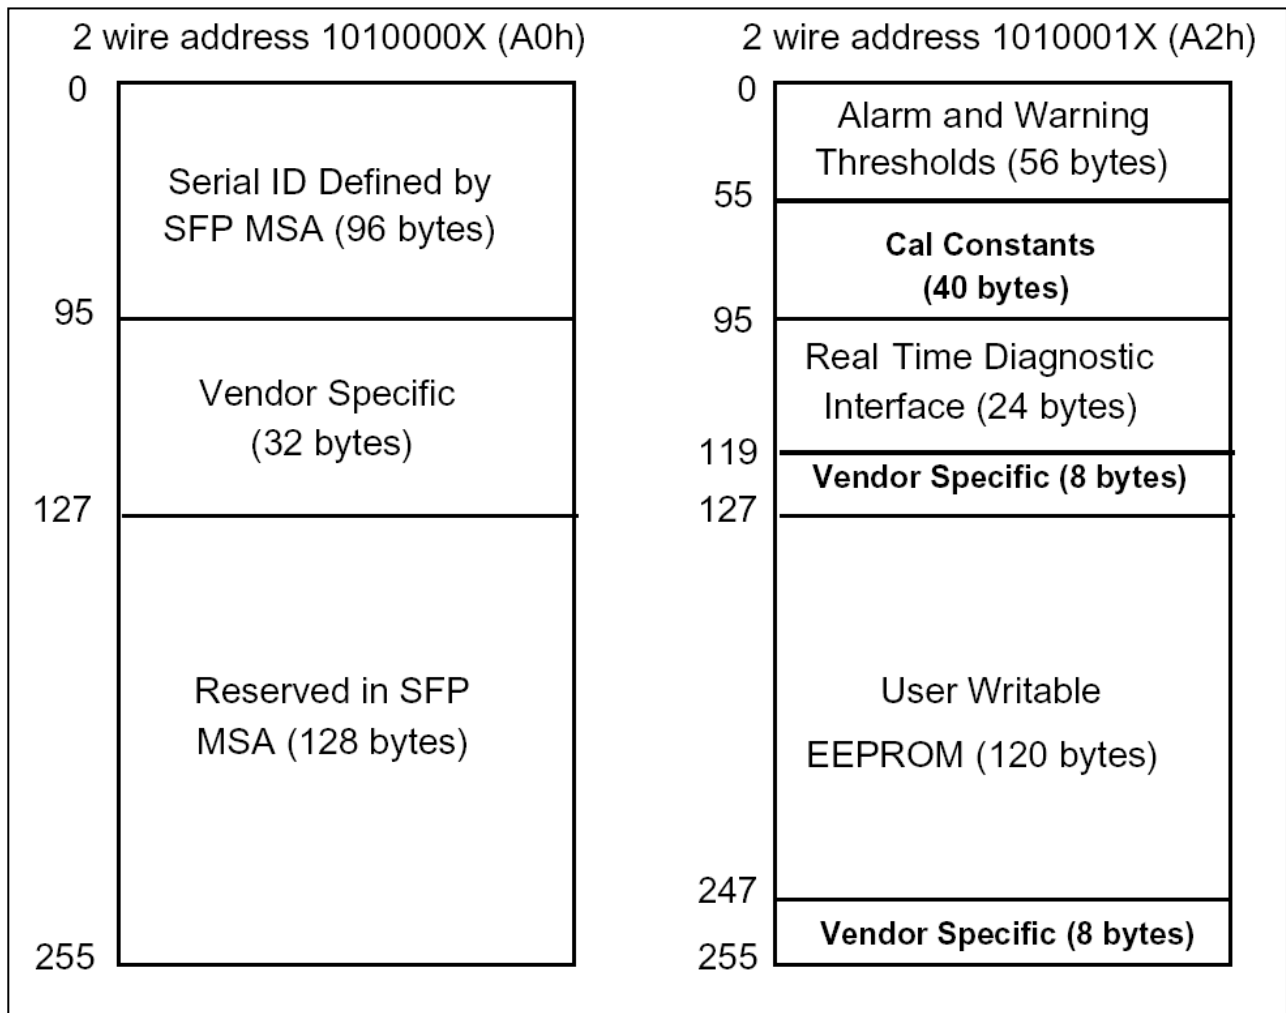 2 wire address 1010000X (A0h)
0
Serial ID Defined by
SFP MSA (96 bytes)
95
Vendor Specific
(32 bytes)
127
Reserved in SFP
MSA (128 bytes)
255
2 wire address 1010001X (A2h)
0
Alarm and Warning
Thresholds (56 bytes)
55
Cal Constants
(40 bytes)
95
Real Time Diagnostic
Interface (24 bytes)
119
Vendor Specific (8 bytes)
127
User Writable
EEPROM (120 bytes)
247
Vendor Specific (8 bytes)
255